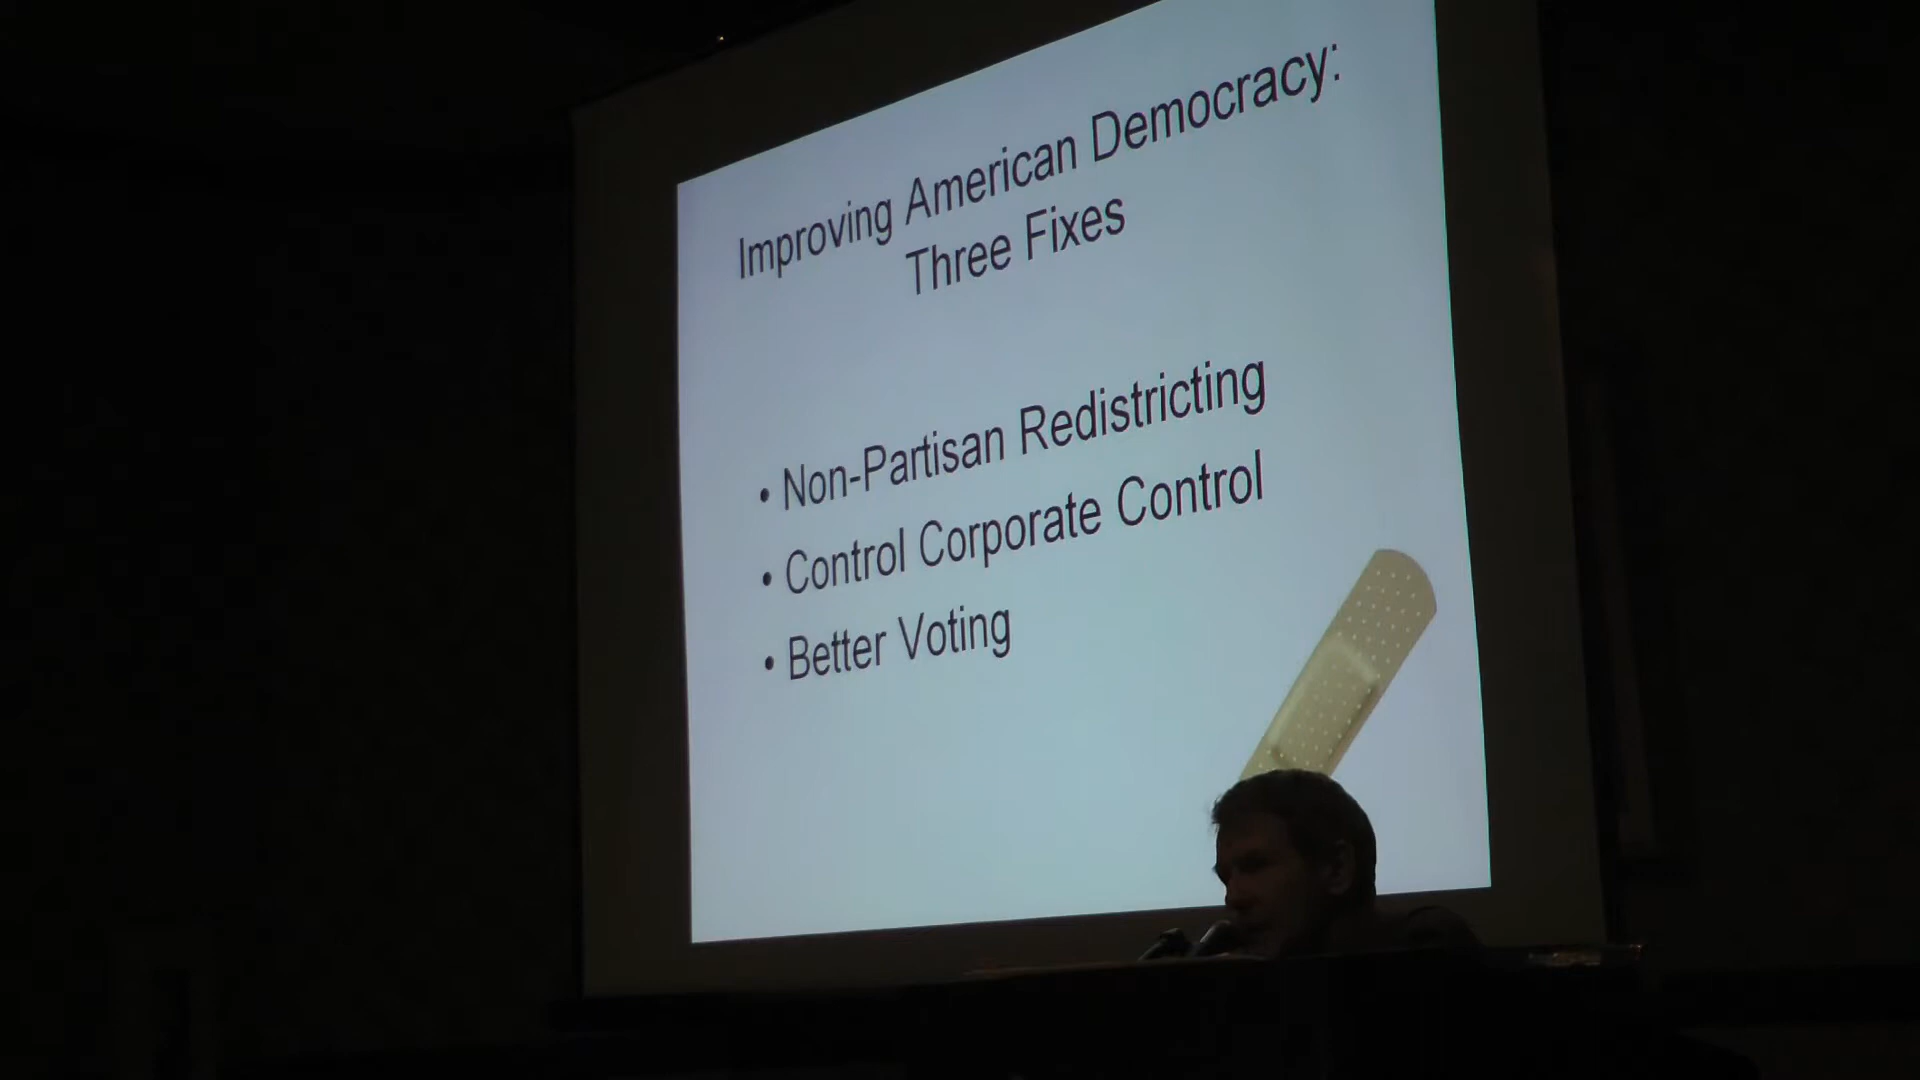 Improving American Democracy:
Three Fixes
• Non-Partisan Redistricting
• Control Corporate Control
• Better Voting